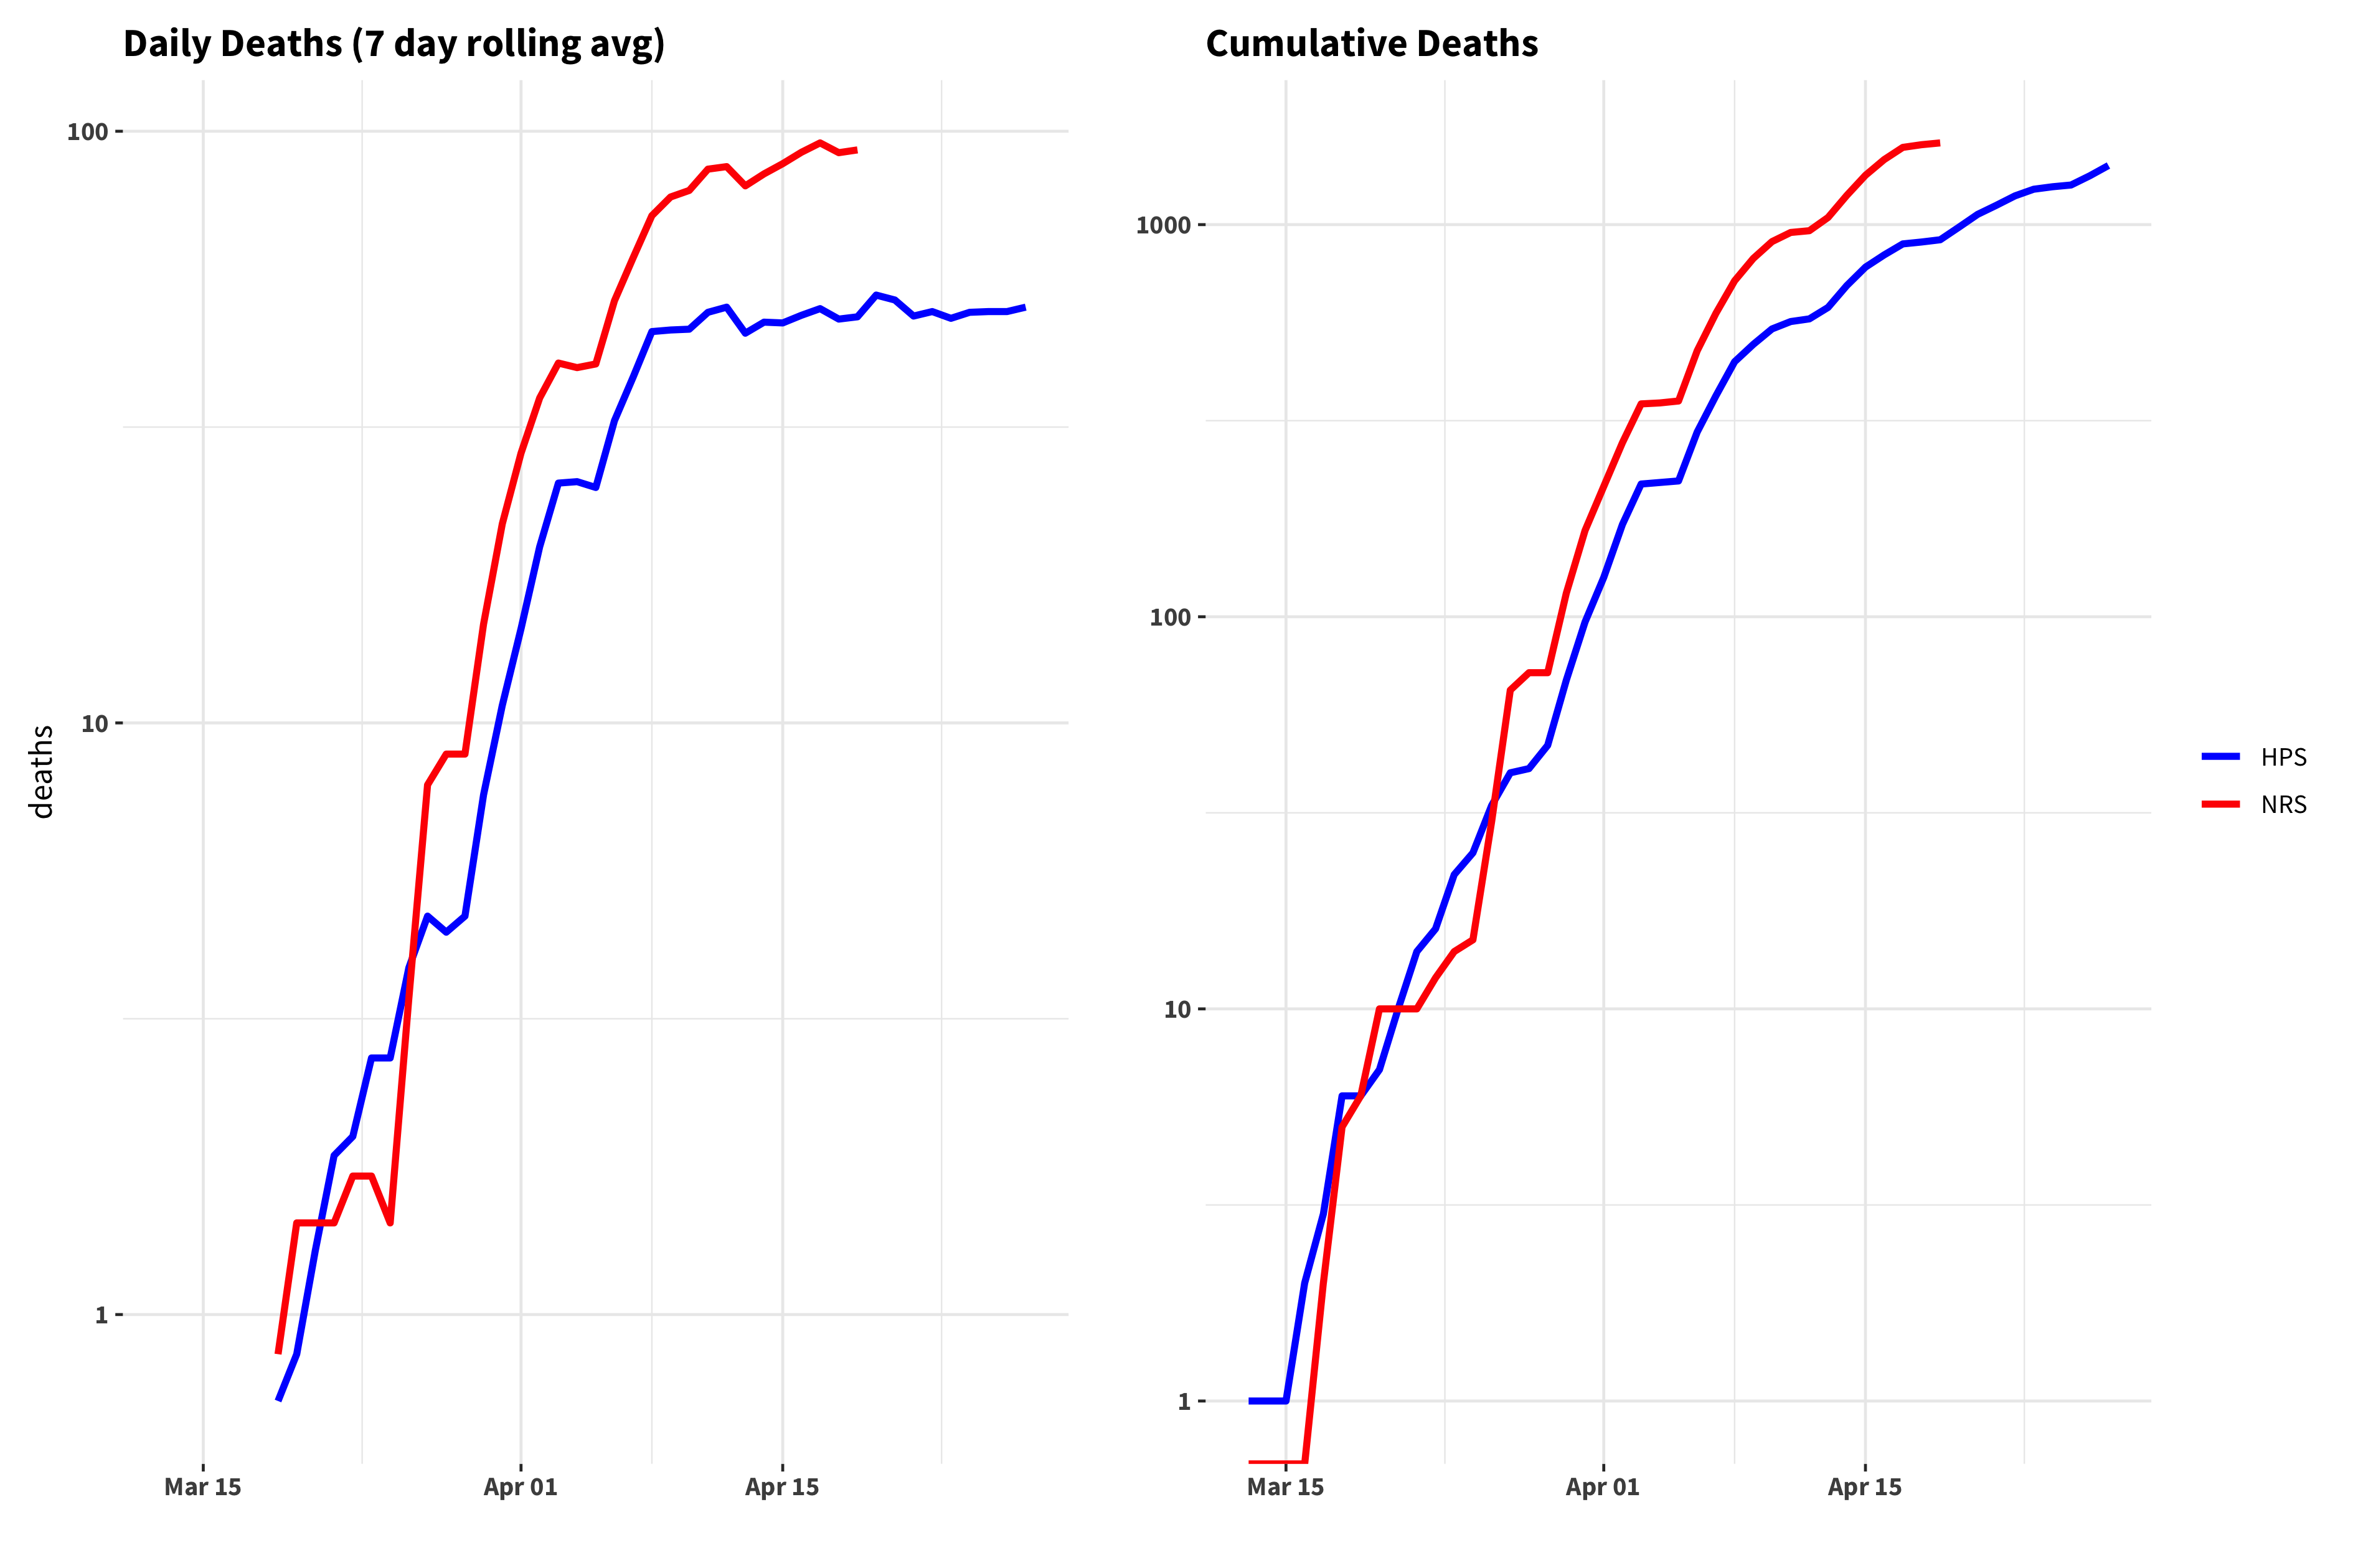 Daily Deaths (7 day rolling avg)
100
10
1
deaths
Mar 15
Apr 01
Apr 15
Cumulative Deaths
1000
100
10
1
Mar 15
Apr 01
Apr 15
HPS
NRS